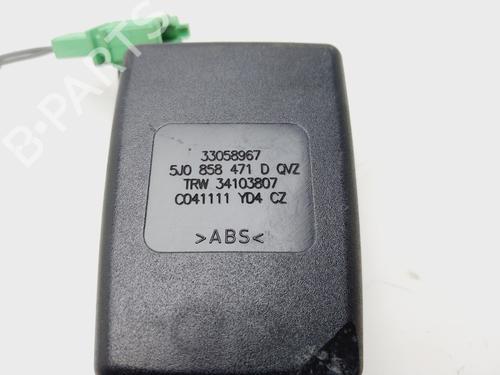 B-PARTS
33058967
5J0 858 471 D QVZ
TRW 34103807
C041111 YD4 CZ
>ABS<